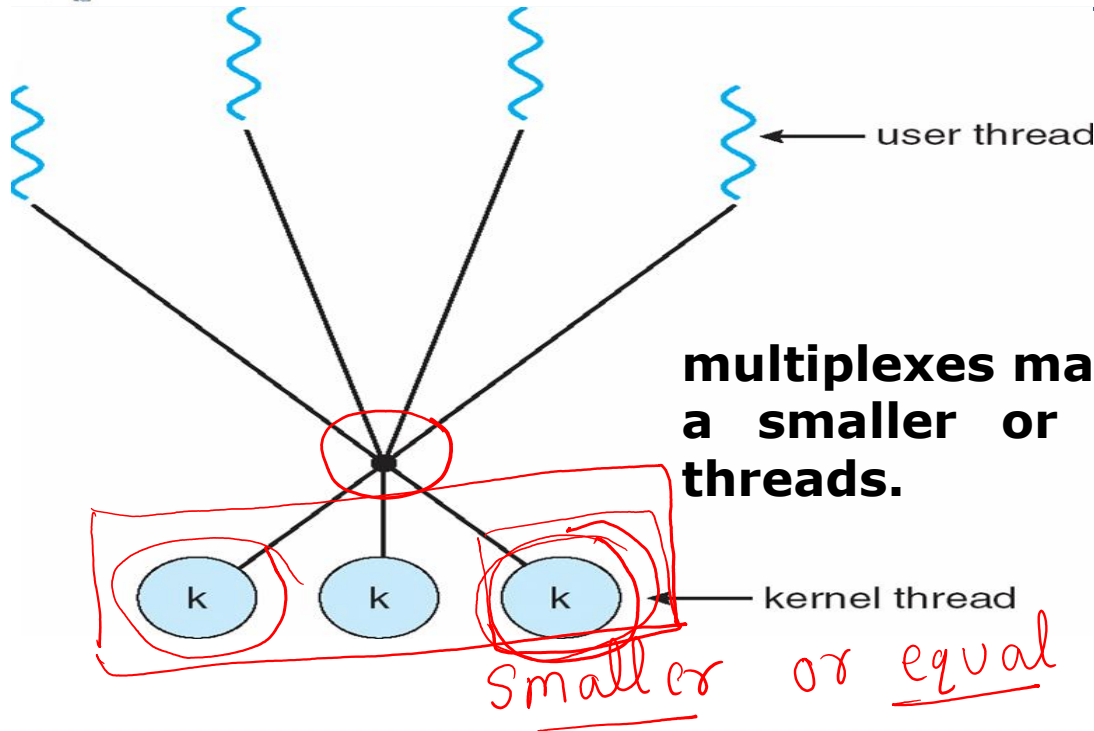 user thread
multiplexes ma
a smaller or
threads.
k k k
kernel thread
Smaller or equal